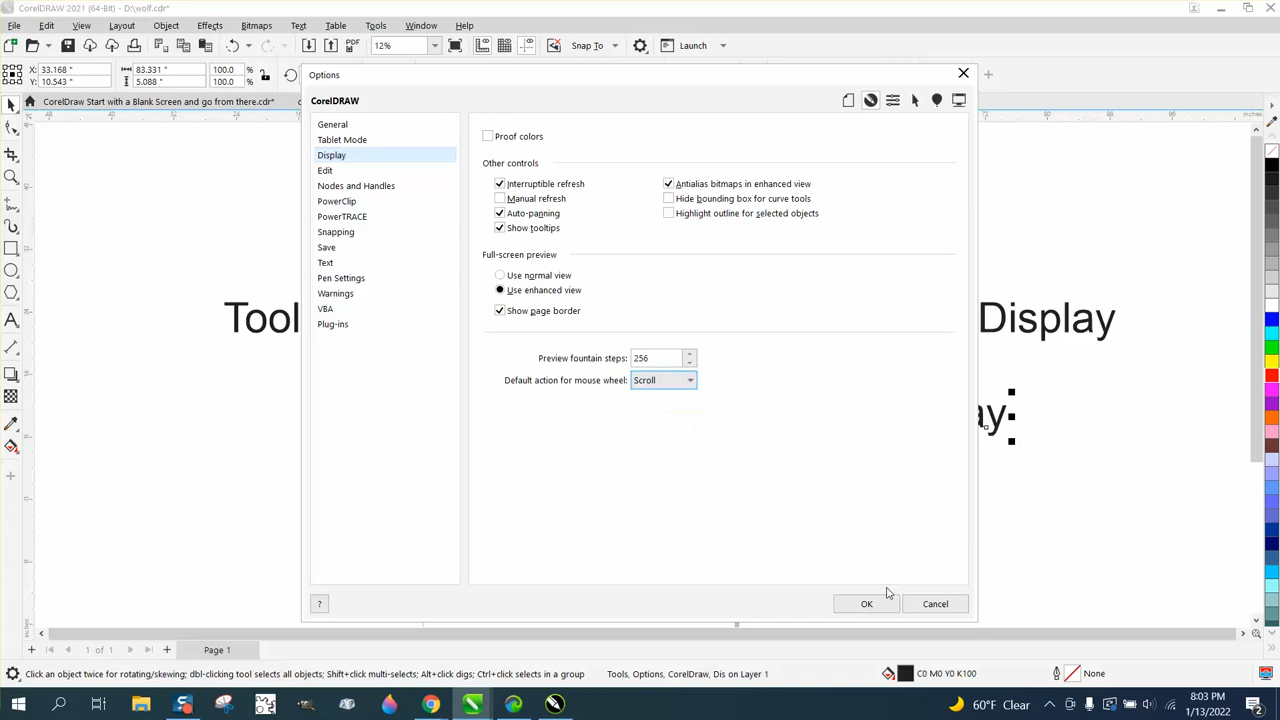 CorelDRAW 2021 (64-Bit) - D:\wolf.cdr*
File Edit View Layout Object Effects Bitmaps Text Table Tools Window Help
PDF 12% Snap To Launch
X: 33.168 " 83.331 " 100.0 %
Y: 10.543 " 5.088 " 100.0 %
Options
CorelDRAW
CorelDraw Start with a Blank Screen and go from there.cdr*
inches
General
Tablet Mode
Display
Edit
Nodes and Handles
PowerClip
PowerTRACE
Snapping
Save
Text
Pen Settings
Warnings
VBA
Plug-ins
Proof colors
Other controls
Interruptible refresh
Manual refresh
Auto-panning
Show tooltips
Antialias bitmaps in enhanced view
Hide bounding box for curve tools
Highlight outline for selected objects
Full-screen preview
Use normal view
Use enhanced view
Show page border
Preview fountain steps: 256
Default action for mouse wheel: Scroll
Tool Display
ay
? OK Cancel
1 of 1 Page 1
Click an object twice for rotating/skewing; dbl-clicking tool selects all objects; Shift+click multi-selects; Alt+click digs; Ctrl+click selects in a group Tools, Options, CorelDraw, Dis on Layer 1 C0 M0 Y0 K100 None
60°F Clear 8:03 PM
1/13/2022 2